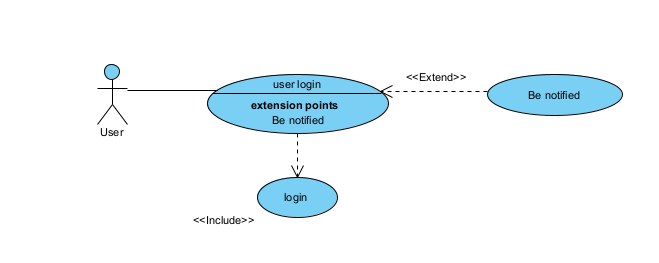 <<Extend>>
user login
extension points
Be notified
Be notified
User
login
<<Include>>